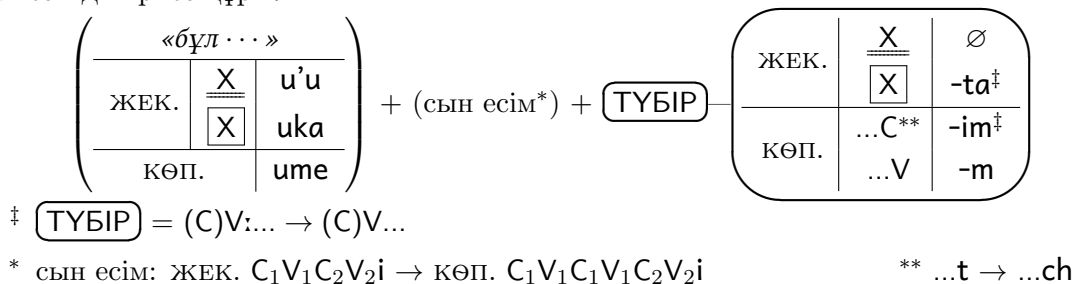 «бұл · · · »
жек. X u'u
X uka
көп. ume
+ (сын есім*) + ТҮБІР
жек. X ∅
X -ta‡
көп. ...C** -im‡
...V -m
‡ ТҮБІР = (C)Vː... → (C)V...
* сын есім: жек. C₁V₁C₂V₂i → көп. C₁V₁C₁V₁C₂V₂i ** ...t → ...ch